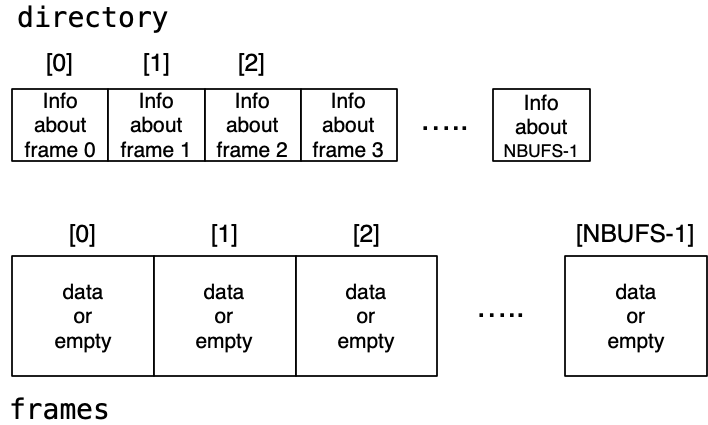 directory
[0] [1] [2]
Info Info Info Info Info
about about about about about
frame 0 frame 1 frame 2 frame 3 ..... NBUFS-1
[0] [1] [2] [NBUFS-1]
data data data data
or or or ..... or
empty empty empty empty
frames